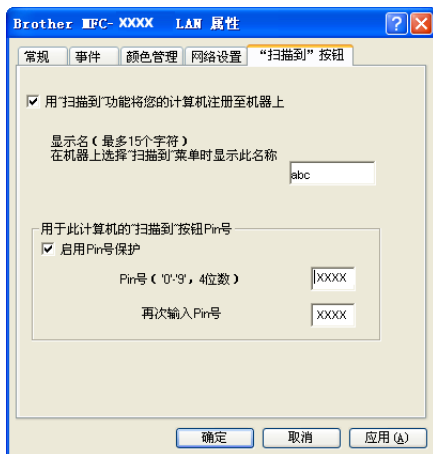 Brother MFC- XXXX LAN 属性
常规 事件 颜色管理 网络设置 “扫描到”按钮
用“扫描到”功能将您的计算机注册至机器上
显示名（最多15个字符）
在机器上选择“扫描到”菜单时显示此名称
abc
用于此计算机的“扫描到”按钮Pin号
启用Pin号保护
Pin号（'0'-'9'，4位数） XXXX
再次输入Pin号 XXXX
确定 取消 应用(A)